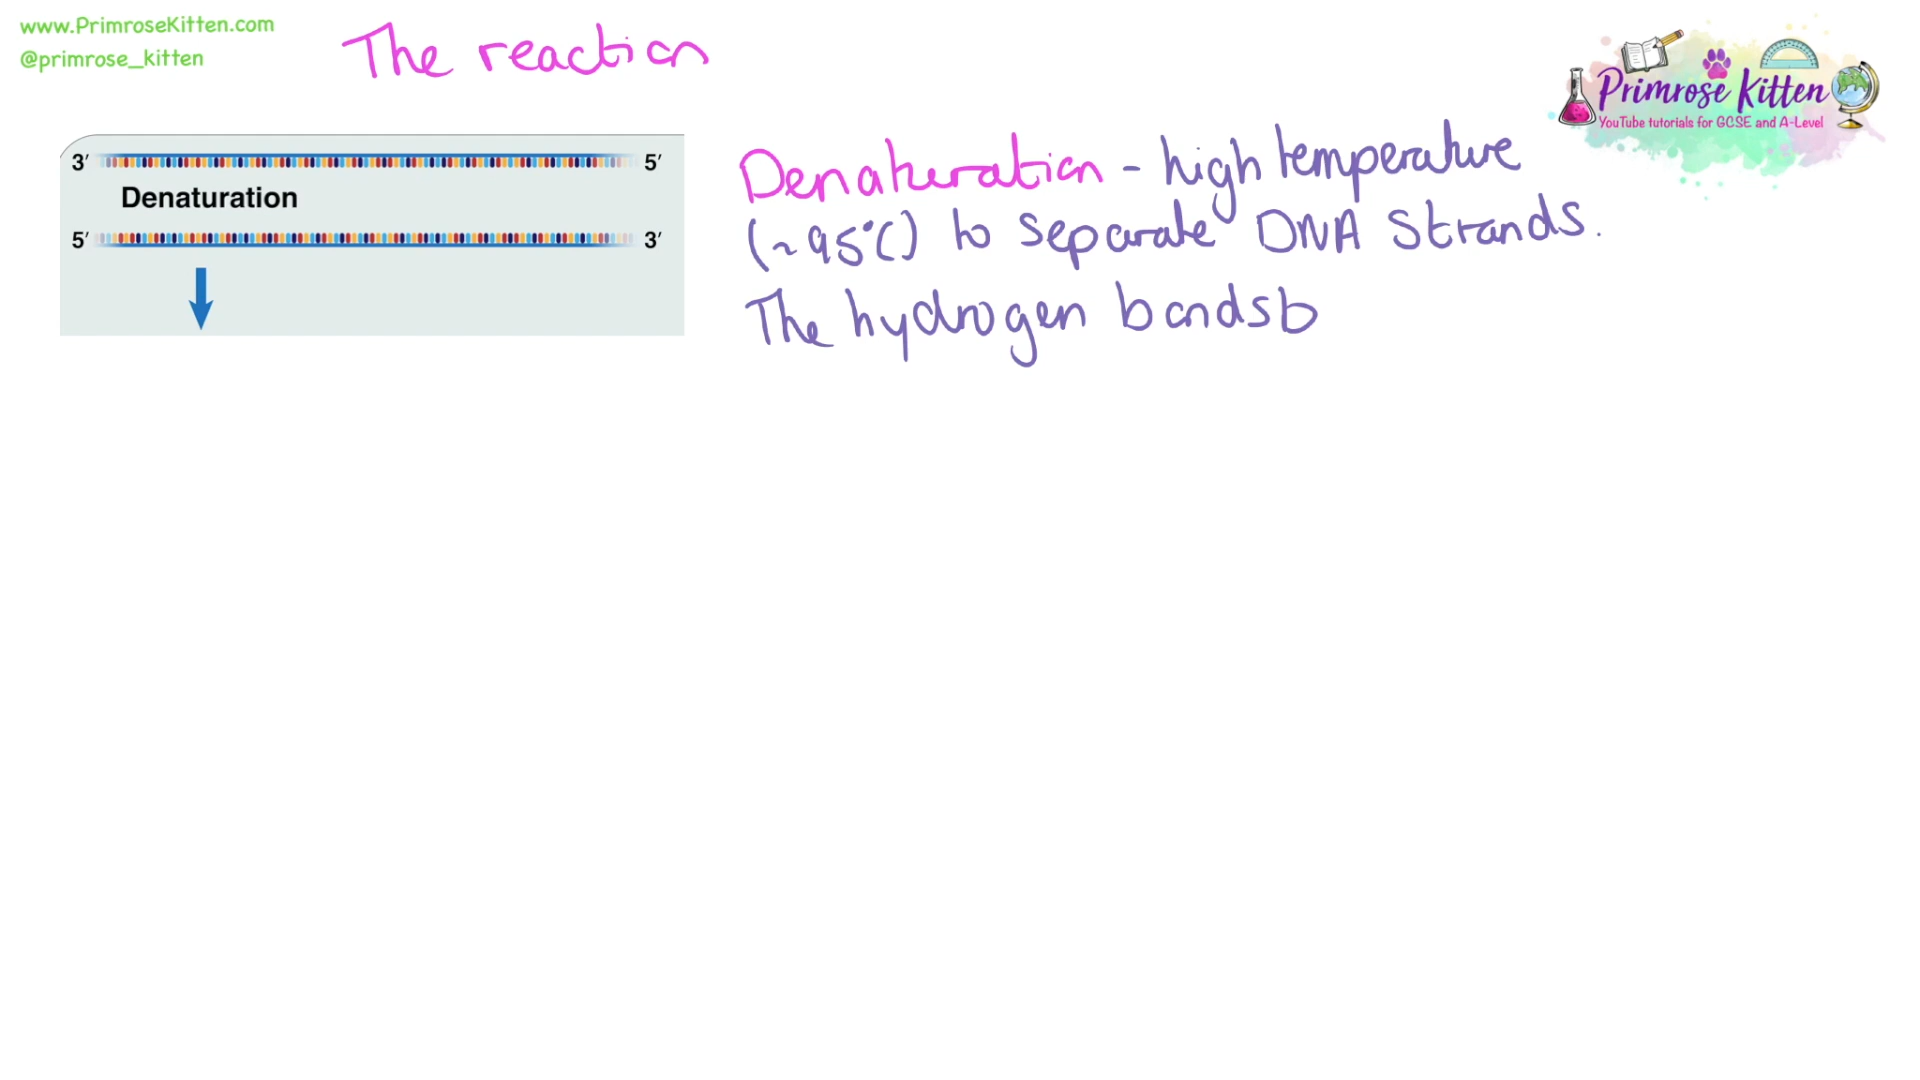 www.PrimroseKitten.com
@primrose_kitten
The reaction
Primrose Kitten
YouTube tutorials for GCSE and A-Level
3′ 5′
Denaturation
5′ 3′
Denaturation - high temperature
(~95°C) to separate DNA strands.
The hydrogen bonds b